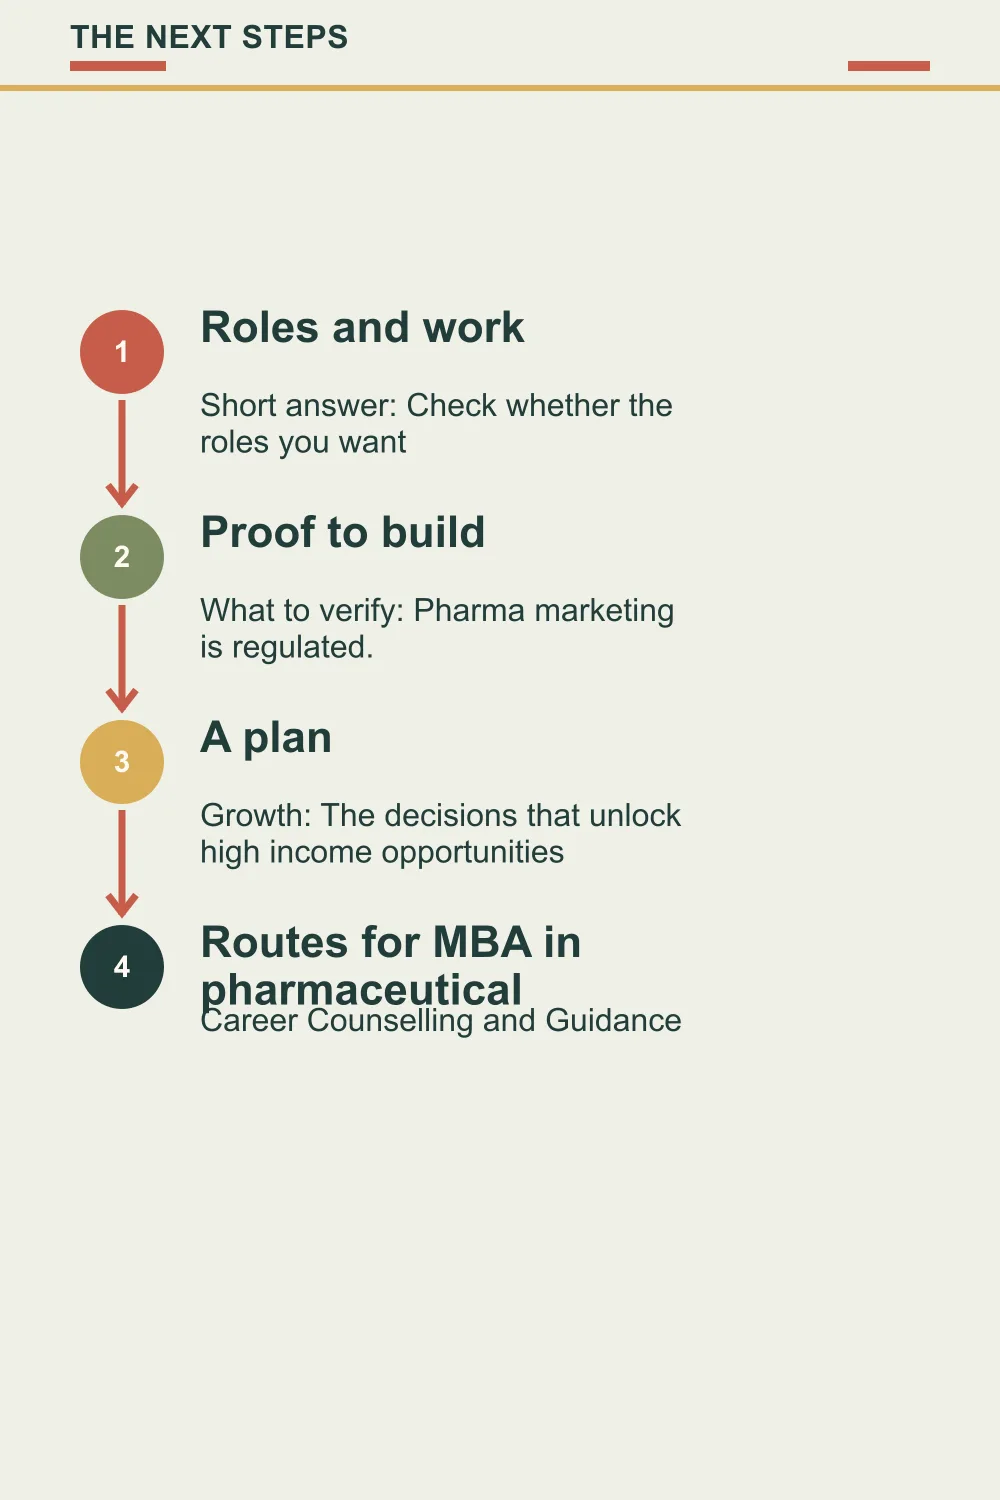 THE NEXT STEPS
1
Roles and work
Short answer: Check whether the
roles you want
2
Proof to build
What to verify: Pharma marketing
is regulated.
3
A plan
Growth: The decisions that unlock
high income opportunities
4
Routes for MBA in
pharmaceutical
Career Counselling and Guidance